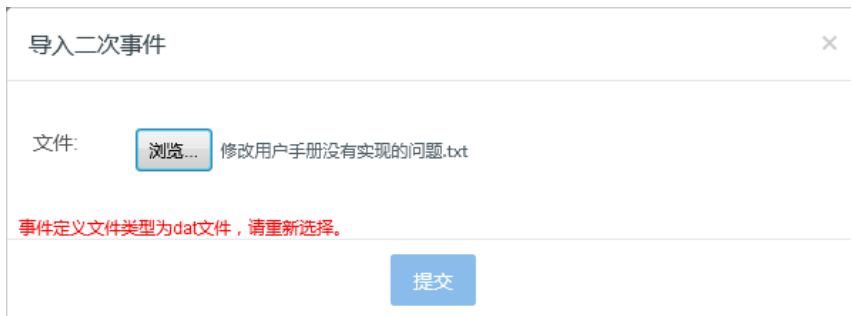 导入二次事件 ×
文件: 浏览... 修改用户手册没有实现的问题.txt
事件定义文件类型为dat文件，请重新选择。
提交